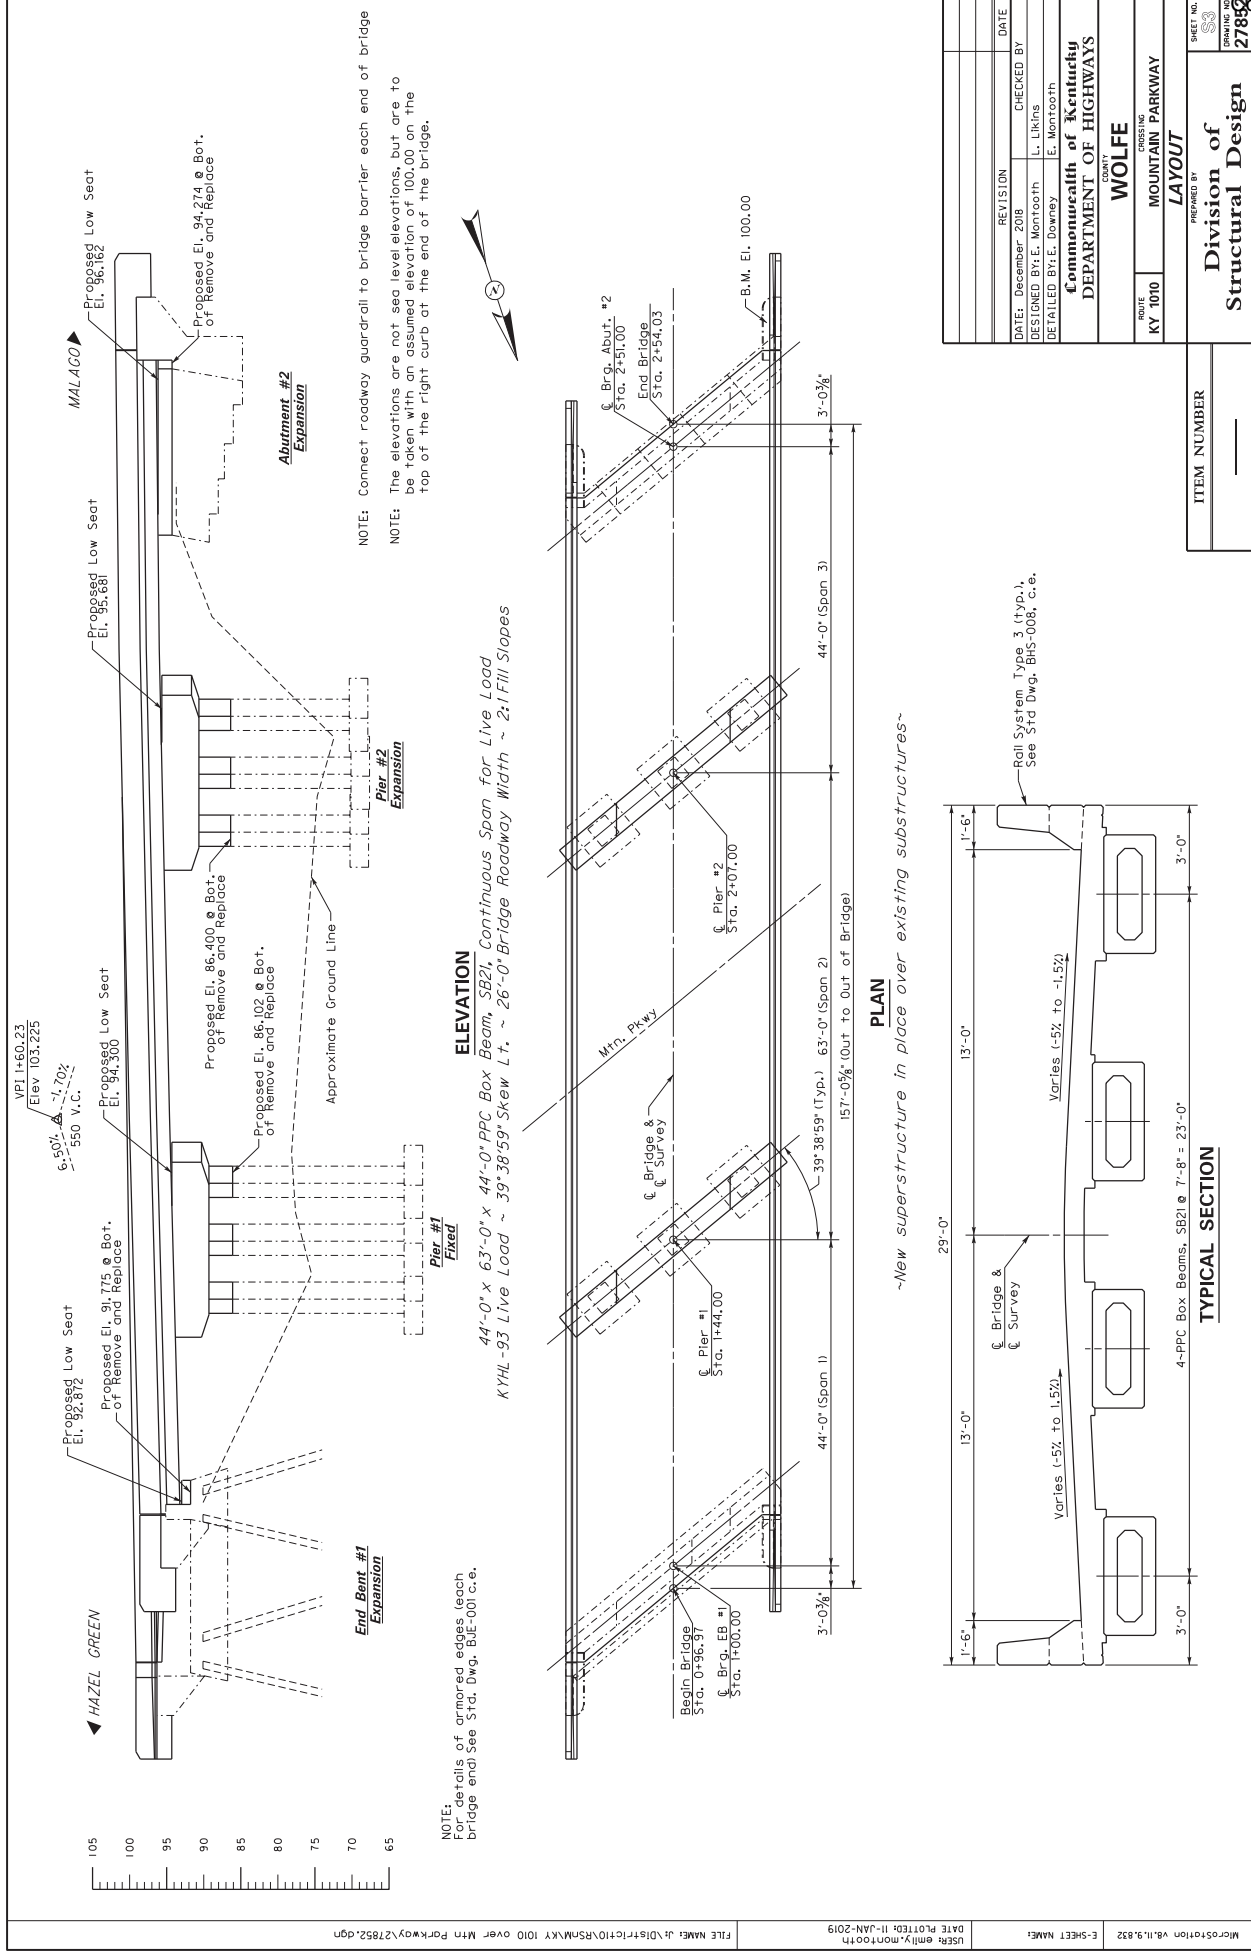 105
100
95
90
85
80
75
70
65
HAZEL GREEN
MALAGO
VPI 1+60.23
Elev 103.225
6.50% -1.70%
550 V.C.
Proposed Low Seat
El. 92.872
Proposed El. 91.775 @ Bot.
of Remove and Replace
Proposed Low Seat
El. 94.300
Proposed El. 86.102 @ Bot.
of Remove and Replace
Proposed El. 86.400 @ Bot.
of Remove and Replace
Approximate Ground Line
Proposed Low Seat
El. 95.681
Proposed Low Seat
El. 96.162
Proposed El. 94.274 @ Bot.
of Remove and Replace
End Bent #1
Expansion
Pier #1
Fixed
Pier #2
Expansion
Abutment #2
Expansion
NOTE:
For details of armored edges (each
bridge end) See Std. Dwg. BJE-001 c.e.
NOTE: Connect roadway guardrail to bridge barrier each end of bridge
NOTE: The elevations are not sea level elevations, but are to
be taken with an assumed elevation of 100.00 on the
top of the right curb at the end of the bridge.
ELEVATION
44'-0" x 63'-0" x 44'-0" PPC Box Beam, SB21, Continuous Span for Live Load
KYHL-93 Live Load ~ 39°38'59" Skew Lt. ~ 26'-0" Bridge Roadway Width ~ 2:1 Fill Slopes
N
Begin Bridge
Sta. 0+96.97
℄ Brg. EB #1
Sta. 1+00.00
℄ Pier #1
Sta. 1+44.00
℄ Bridge &
℄ Survey
Mtn. Pkwy
℄ Pier #2
Sta. 2+07.00
℄ Brg. Abut. #2
Sta. 2+51.00
End Bridge
Sta. 2+54.03
B.M. El. 100.00
3'-0⅜"
44'-0" (Span 1)
39°38'59" (Typ.)
63'-0" (Span 2)
44'-0" (Span 3)
3'-0⅜"
157'-0⅝" (Out to Out of Bridge)
PLAN
~New superstructure in place over existing substructures~
29'-0"
1'-6"
13'-0"
13'-0"
1'-6"
℄ Bridge &
℄ Survey
Varies (-5% to 1.5%)
Varies (-5% to -1.5%)
Rail System Type 3 (typ.),
See Std Dwg. BHS-008, c.e.
3'-0"
4~PPC Box Beams, SB21 @ 7'-8" = 23'-0"
3'-0"
TYPICAL SECTION
REVISION
DATE
DATE: December 2018
CHECKED BY
DESIGNED BY: E. Montooth
L. Likins
DETAILED BY: E. Downey
E. Montooth
Commonwealth of Kentucky
DEPARTMENT OF HIGHWAYS
COUNTY
WOLFE
ROUTE
KY 1010
CROSSING
MOUNTAIN PARKWAY
LAYOUT
PREPARED BY
Division of
Structural Design
SHEET NO.
S3
DRAWING NO.
ITEM NUMBER
MicroStation v8.11.9.832
E-SHEET NAME:
USER: emily.montooth
DATE PLOTTED: 11-JAN-2019
FILE NAME: J:\District10\RSnM\KY 1010 over Mtn Parkway\27852.dgn